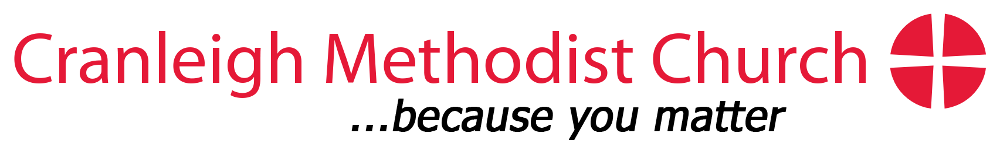 Cranleigh Methodist Church
...because you matter